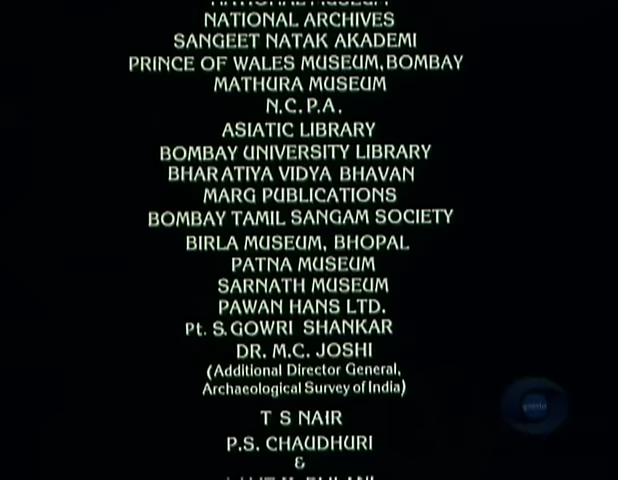 NATIONAL MUSEUM
NATIONAL ARCHIVES
SANGEET NATAK AKADEMI
PRINCE OF WALES MUSEUM, BOMBAY
MATHURA MUSEUM
N.C.P.A.
ASIATIC LIBRARY
BOMBAY UNIVERSITY LIBRARY
BHARATIYA VIDYA BHAVAN
MARG PUBLICATIONS
BOMBAY TAMIL SANGAM SOCIETY
BIRLA MUSEUM, BHOPAL
PATNA MUSEUM
SARNATH MUSEUM
PAWAN HANS LTD.
Pt. S. GOWRI SHANKAR
DR. M.C. JOSHI
(Additional Director General,
Archaeological Survey of India)
T S NAIR
P.S. CHAUDHURI
&